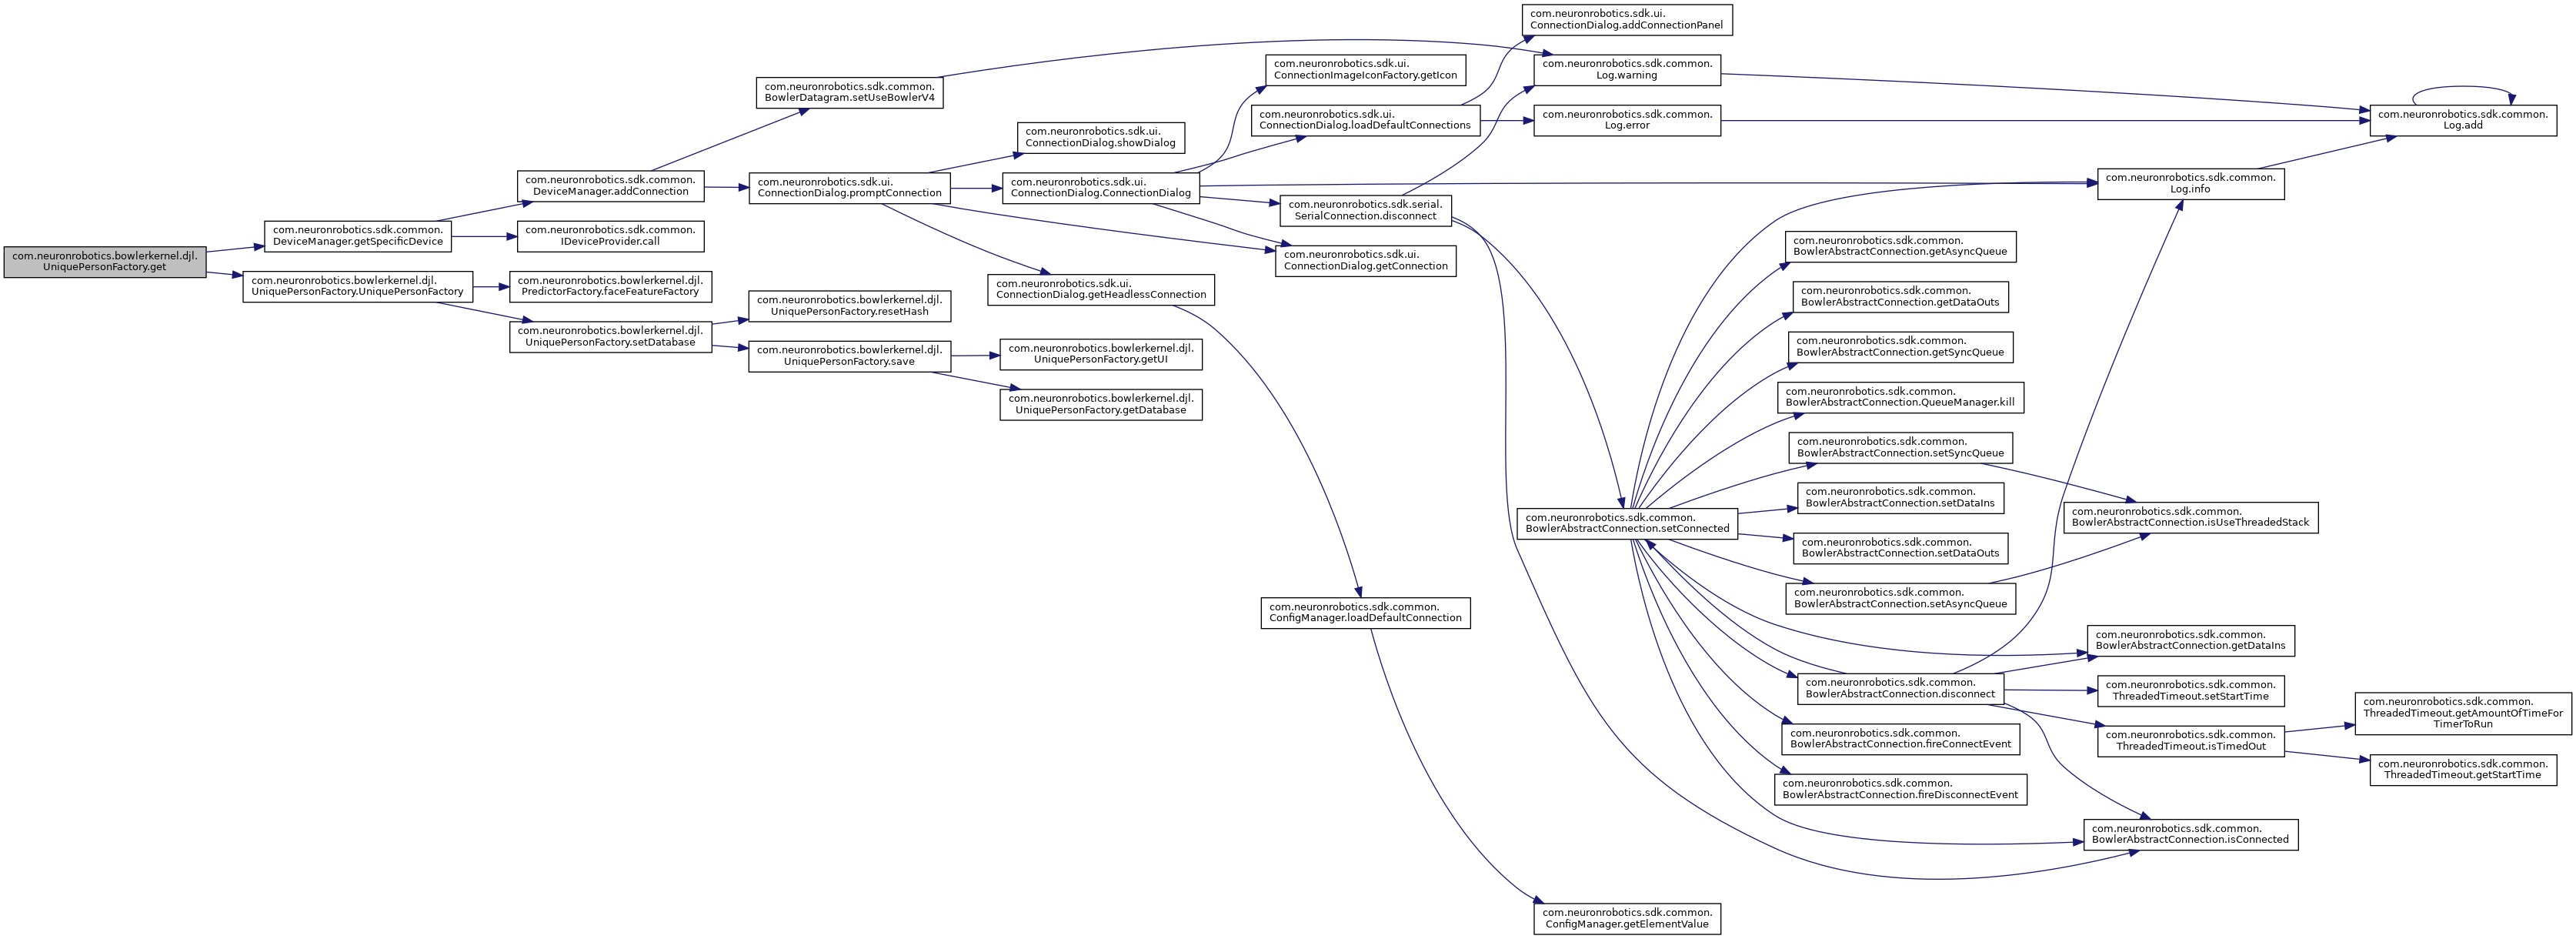 com.neuronrobotics.bowlerkernel.djl.
UniquePersonFactory.get
com.neuronrobotics.sdk.common.
DeviceManager.getSpecificDevice
com.neuronrobotics.bowlerkernel.djl.
UniquePersonFactory.UniquePersonFactory
com.neuronrobotics.sdk.common.
DeviceManager.addConnection
com.neuronrobotics.sdk.common.
IDeviceProvider.call
com.neuronrobotics.bowlerkernel.djl.
PredictorFactory.faceFeatureFactory
com.neuronrobotics.bowlerkernel.djl.
UniquePersonFactory.setDatabase
com.neuronrobotics.sdk.common.
BowlerDatagram.setUseBowlerV4
com.neuronrobotics.sdk.ui.
ConnectionDialog.promptConnection
com.neuronrobotics.bowlerkernel.djl.
UniquePersonFactory.resetHash
com.neuronrobotics.bowlerkernel.djl.
UniquePersonFactory.save
com.neuronrobotics.sdk.ui.
ConnectionDialog.showDialog
com.neuronrobotics.sdk.ui.
ConnectionDialog.ConnectionDialog
com.neuronrobotics.sdk.ui.
ConnectionDialog.getHeadlessConnection
com.neuronrobotics.bowlerkernel.djl.
UniquePersonFactory.getUI
com.neuronrobotics.bowlerkernel.djl.
UniquePersonFactory.getDatabase
com.neuronrobotics.sdk.ui.
ConnectionImageIconFactory.getIcon
com.neuronrobotics.sdk.ui.
ConnectionDialog.loadDefaultConnections
com.neuronrobotics.sdk.serial.
SerialConnection.disconnect
com.neuronrobotics.sdk.ui.
ConnectionDialog.getConnection
com.neuronrobotics.sdk.common.
ConfigManager.loadDefaultConnection
com.neuronrobotics.sdk.ui.
ConnectionDialog.addConnectionPanel
com.neuronrobotics.sdk.common.
Log.warning
com.neuronrobotics.sdk.common.
Log.error
com.neuronrobotics.sdk.common.
BowlerAbstractConnection.setConnected
com.neuronrobotics.sdk.common.
ConfigManager.getElementValue
com.neuronrobotics.sdk.common.
BowlerAbstractConnection.getAsyncQueue
com.neuronrobotics.sdk.common.
BowlerAbstractConnection.getDataOuts
com.neuronrobotics.sdk.common.
BowlerAbstractConnection.getSyncQueue
com.neuronrobotics.sdk.common.
BowlerAbstractConnection.QueueManager.kill
com.neuronrobotics.sdk.common.
BowlerAbstractConnection.setSyncQueue
com.neuronrobotics.sdk.common.
BowlerAbstractConnection.setDataIns
com.neuronrobotics.sdk.common.
BowlerAbstractConnection.setDataOuts
com.neuronrobotics.sdk.common.
BowlerAbstractConnection.setAsyncQueue
com.neuronrobotics.sdk.common.
BowlerAbstractConnection.disconnect
com.neuronrobotics.sdk.common.
BowlerAbstractConnection.fireConnectEvent
com.neuronrobotics.sdk.common.
BowlerAbstractConnection.fireDisconnectEvent
com.neuronrobotics.sdk.common.
Log.info
com.neuronrobotics.sdk.common.
BowlerAbstractConnection.isUseThreadedStack
com.neuronrobotics.sdk.common.
BowlerAbstractConnection.getDataIns
com.neuronrobotics.sdk.common.
ThreadedTimeout.setStartTime
com.neuronrobotics.sdk.common.
ThreadedTimeout.isTimedOut
com.neuronrobotics.sdk.common.
BowlerAbstractConnection.isConnected
com.neuronrobotics.sdk.common.
Log.add
com.neuronrobotics.sdk.common.
ThreadedTimeout.getAmountOfTimeFor
TimerToRun
com.neuronrobotics.sdk.common.
ThreadedTimeout.getStartTime